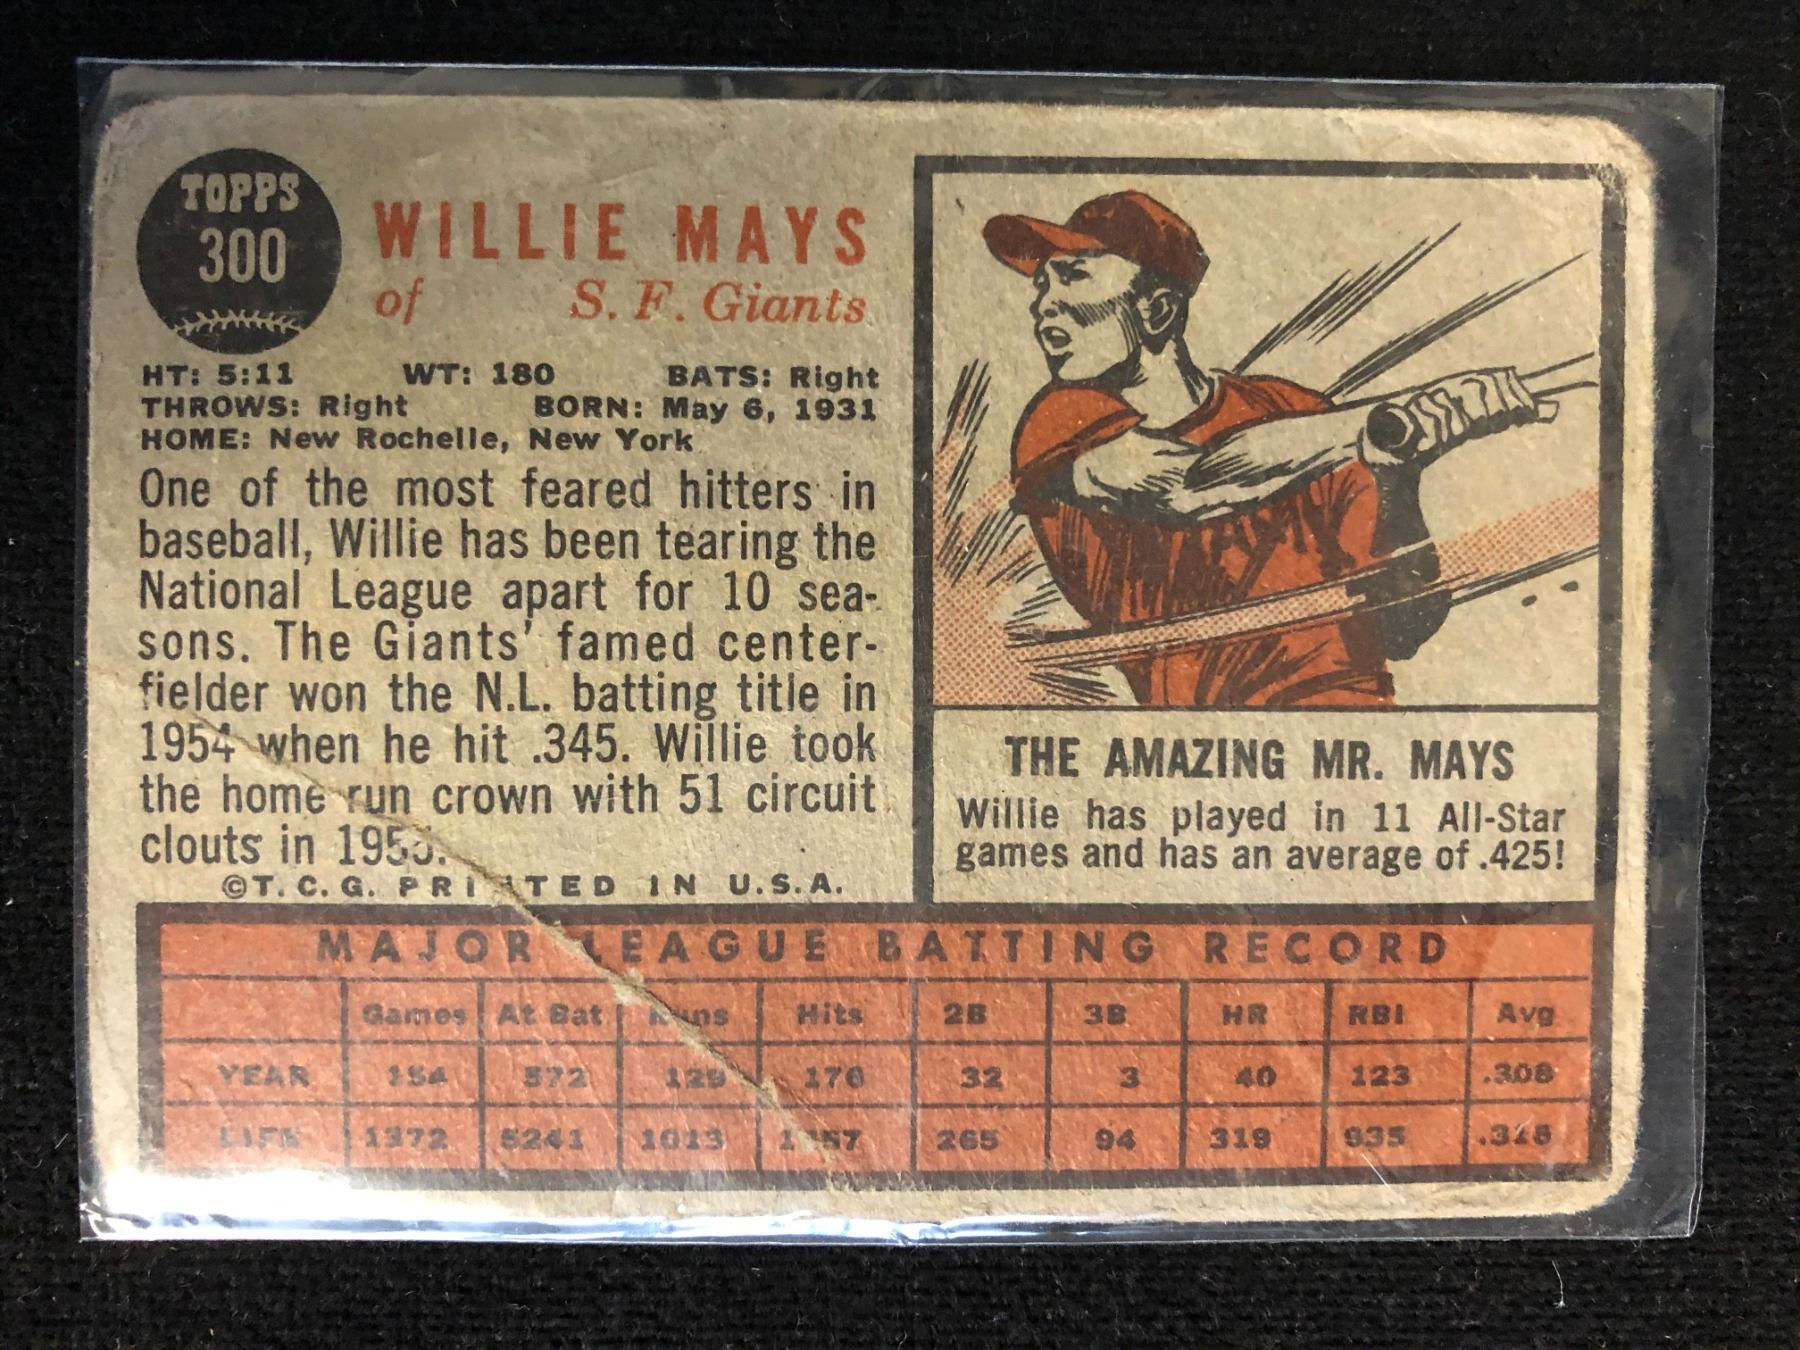 TOPPS
300
WILLIE MAYS
of S. F. Giants
HT: 5:11 WT: 180 BATS: Right
THROWS: Right BORN: May 6, 1931
HOME: New Rochelle, New York
One of the most feared hitters in
baseball, Willie has been tearing the
National League apart for 10 sea-
sons. The Giants' famed center-
fielder won the N.L. batting title in
1954 when he hit .345. Willie took
the home run crown with 51 circuit
clouts in 1955.
©T.C.G. PRINTED IN U.S.A.
THE AMAZING MR. MAYS
Willie has played in 11 All-Star
games and has an average of .425!
MAJOR LEAGUE BATTING RECORD
Games At Bat Runs Hits 2B 3B HR RBI Avg
YEAR 154 572 129 176 32 3 40 123 .308
LIFE 1372 5241 1013 265 94 319 935